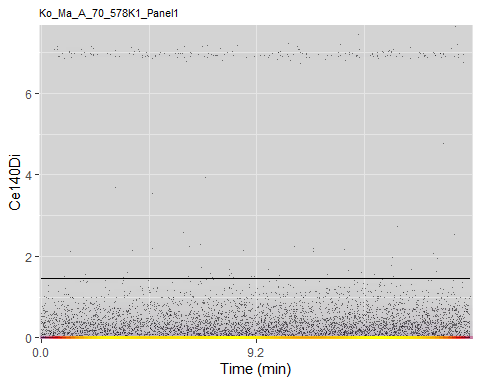 Ko_Ma_A_70_578K1_Panel1
6
4
2
0
Ce140Di
0.0
9.2
Time (min)